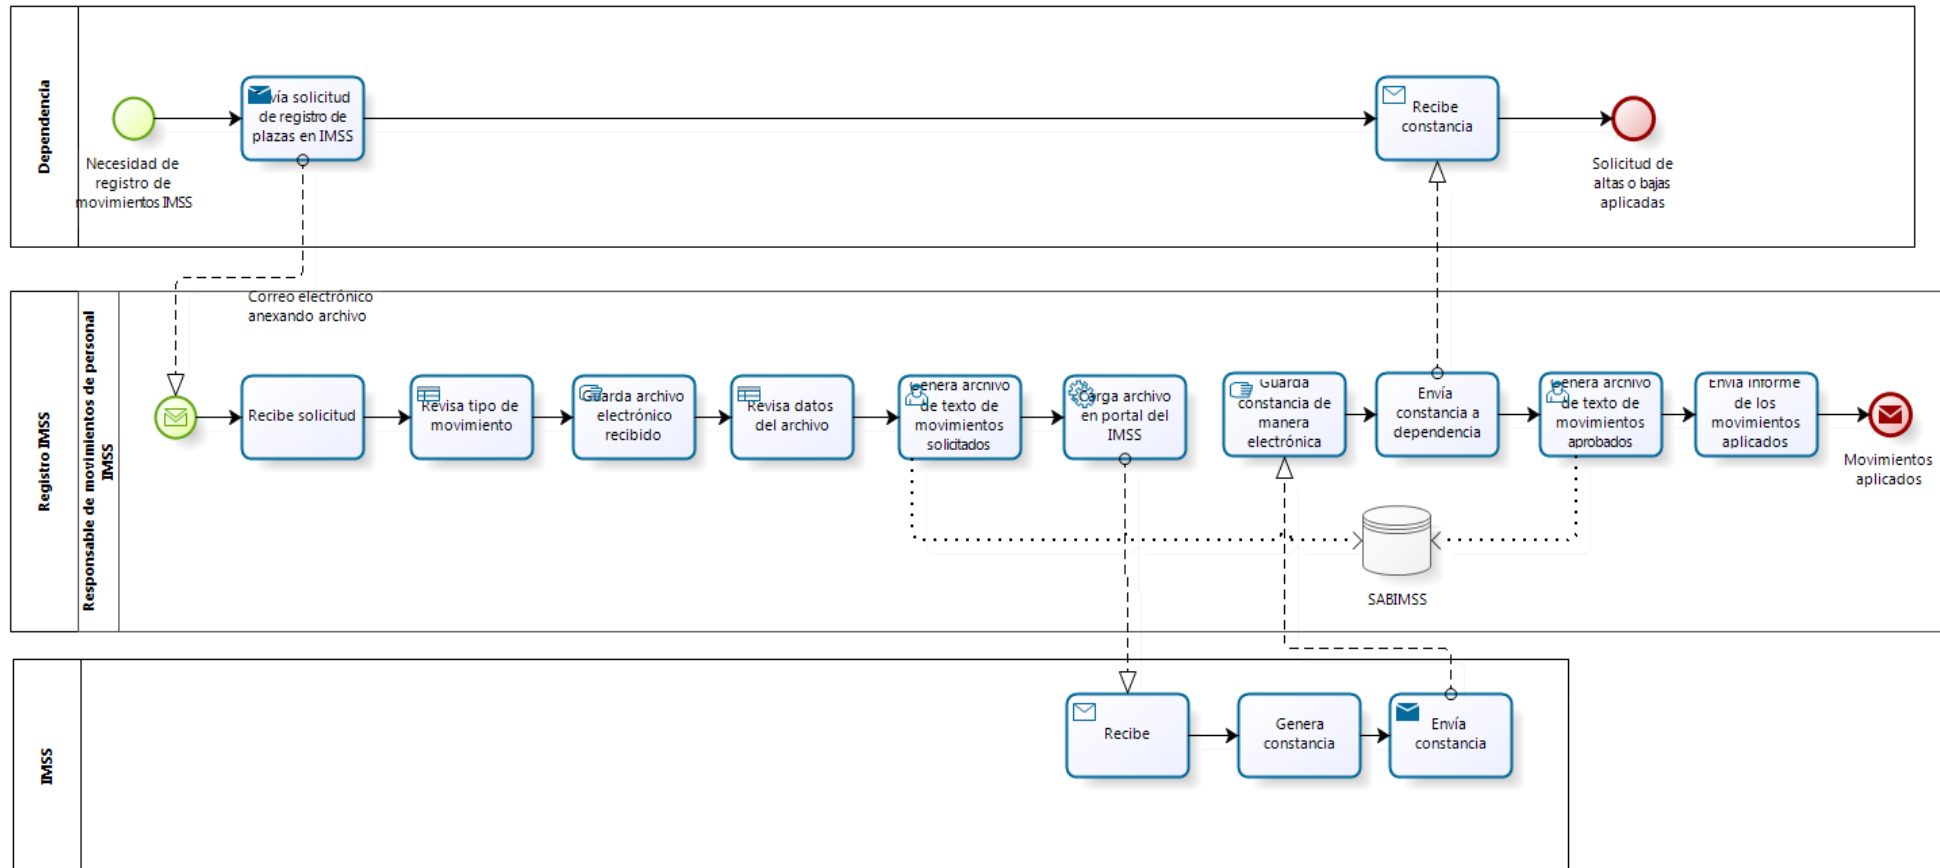 Dependencia
vía solicitud
de registro de
plazas en IMSS
Recibe
constancia
Necesidad de
registro de
movimientos IMSS
Solicitud de
altas o bajas
aplicadas
Correo electrónico
anexando archivo
Registro IMSS
Responsable de movimientos de personal
IMSS
Recibe solicitud
Revisa tipo de
movimiento
Guarda archivo
electrónico
recibido
Revisa datos
del archivo
Genera archivo
de texto de
movimientos
solicitados
Carga archivo
en portal del
IMSS
Guarda
constancia de
manera
electrónica
Envía
constancia a
dependencia
Genera archivo
de texto de
movimientos
aprobados
Envía informe
de los
movimientos
aplicados
Movimientos
aplicados
SABIMSS
IMSS
Recibe
Genera
constancia
Envía
constancia